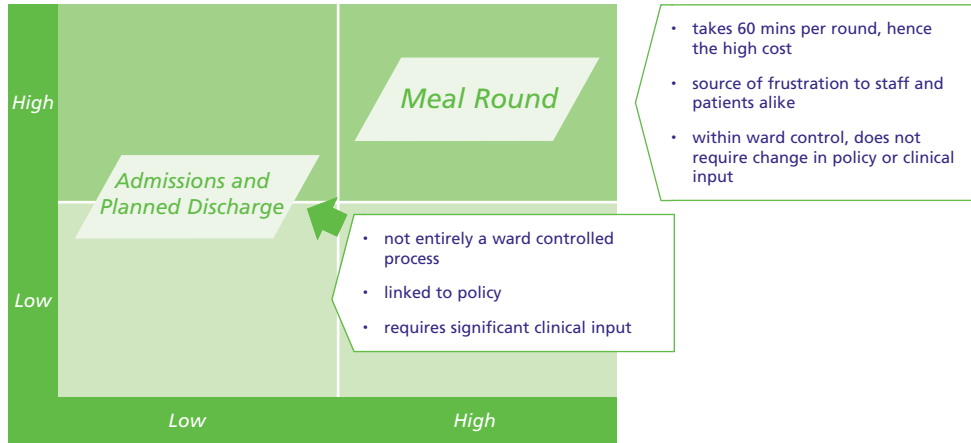 High
Meal Round
• takes 60 mins per round, hence
the high cost
• source of frustration to staff and
patients alike
• within ward control, does not
require change in policy or clinical
input
Admissions and
Planned Discharge
• not entirely a ward controlled
process
• linked to policy
• requires significant clinical input
Low
Low
High